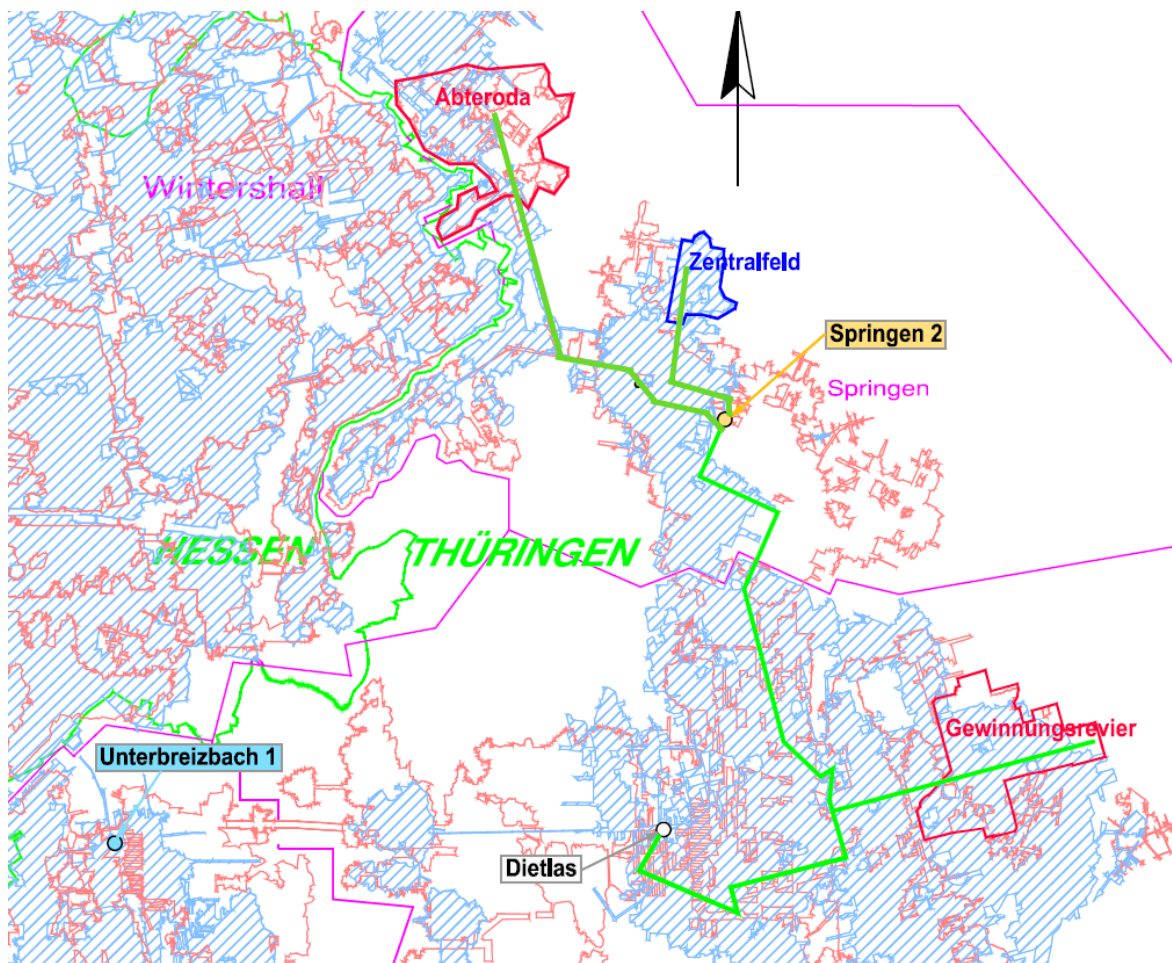 Abteroda
Wintershall
Zentralfeld
Springen 2
Springen
HESSEN
THÜRINGEN
Gewinnungsrevier
Unterbreizbach 1
Dietlas